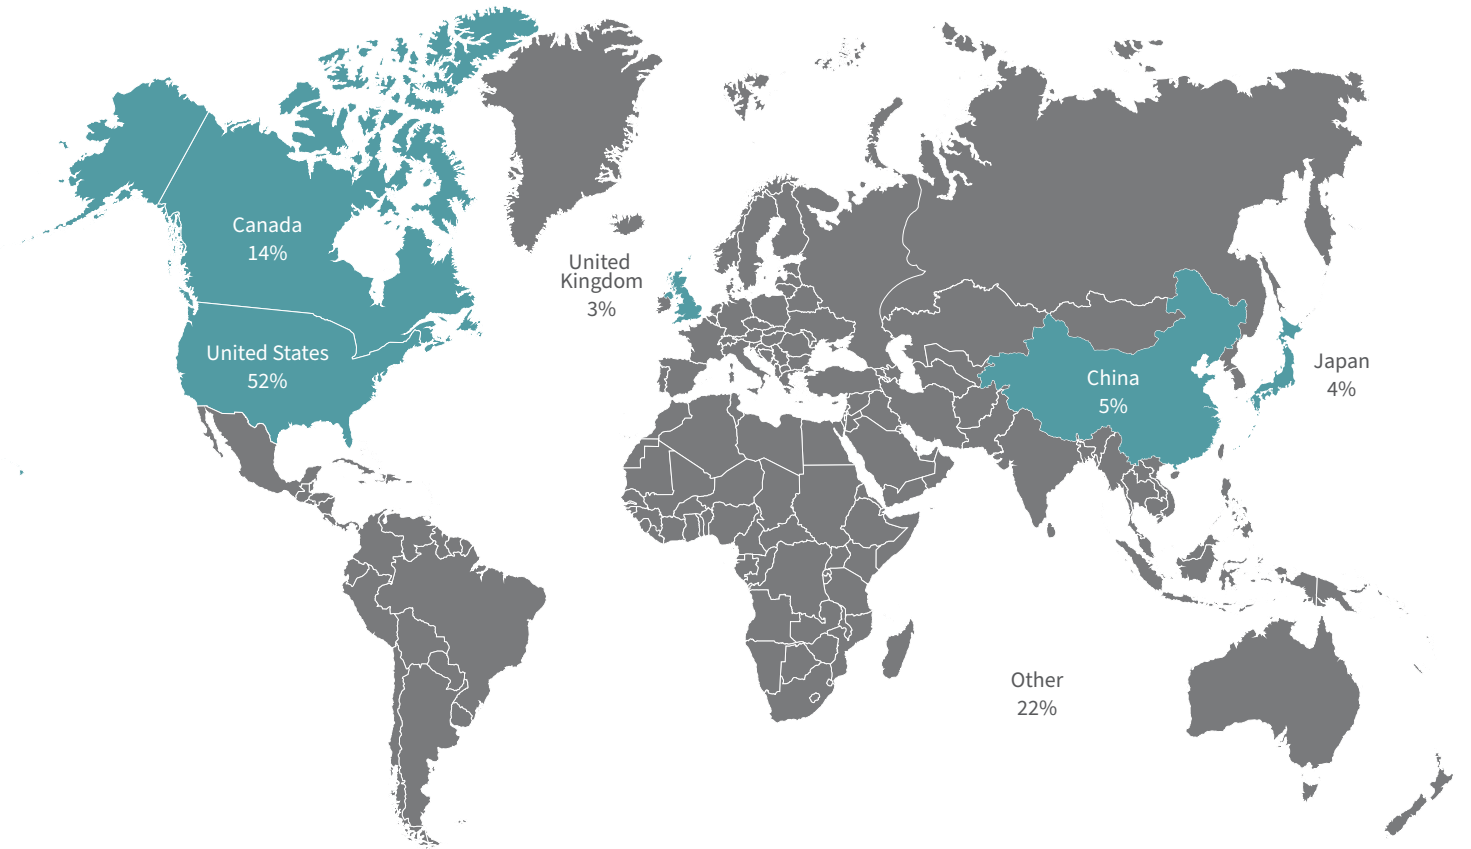 Canada
14%
United
Kingdom
3%
United States
52%
Japan
4%
China
5%
Other
22%